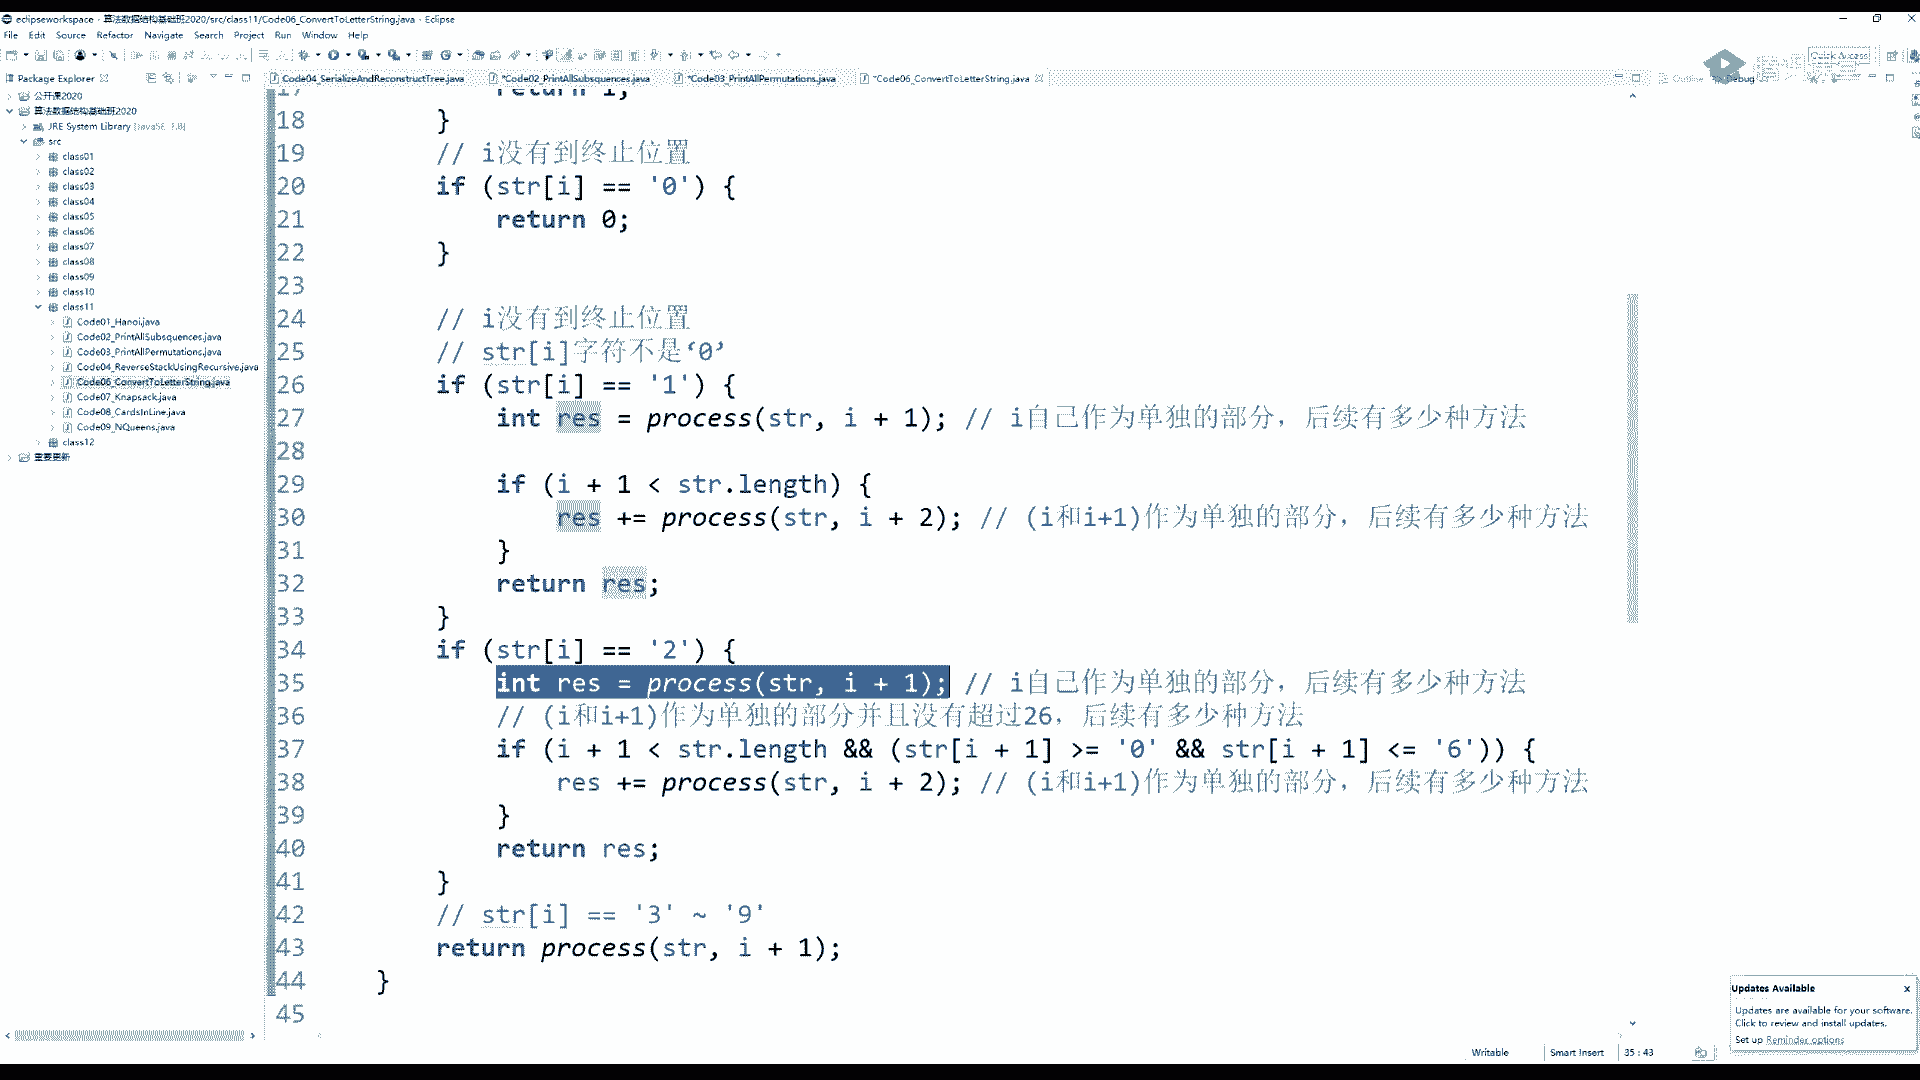 eclipseworkspace - 算法数据结构基础班2020/src/class11/Code06_ConvertToLetterString.java - Eclipse
File Edit Source Refactor Navigate Search Project Run Window Help
Quick Access
Package Explorer
Code04_SerializeAndReconstructTree.java
*Code02_PrintAllSubsquences.java
*Code03_PrintAllPermutations.java
*Code06_ConvertToLetterString.java
Outline
Debug
公开课2020
算法数据结构基础班2020
JRE System Library
src
class01
class02
class03
class04
class05
class06
class07
class08
class09
class10
class11
Code01_Hanoi.java
Code02_PrintAllSubsquences.java
Code03_PrintAllPermutations.java
Code04_ReverseStackUsingRecursive.java
Code06_ConvertToLetterString.java
Code07_Knapsack.java
Code08_CardsInLine.java
Code09_NQueens.java
class12
重要更新
17 return 1;
18 }
19 // i没有到终止位置
20 if (str[i] == '0') {
21 return 0;
22 }
23
24 // i没有到终止位置
25 // str[i]字符不是‘0’
26 if (str[i] == '1') {
27 int res = process(str, i + 1); // i自己作为单独的部分，后续有多少种方法
28
29 if (i + 1 < str.length) {
30 res += process(str, i + 2); // (i和i+1)作为单独的部分，后续有多少种方法
31 }
32 return res;
33 }
34 if (str[i] == '2') {
35 int res = process(str, i + 1); // i自己作为单独的部分，后续有多少种方法
36 // (i和i+1)作为单独的部分并且没有超过26，后续有多少种方法
37 if (i + 1 < str.length && (str[i + 1] >= '0' && str[i + 1] <= '6')) {
38 res += process(str, i + 2); // (i和i+1)作为单独的部分，后续有多少种方法
39 }
40 return res;
41 }
42 // str[i] == '3' ~ '9'
43 return process(str, i + 1);
44 }
45
Updates Available
Updates are available for your software.
Click to review and install updates.
Set up Reminder options
Writable
Smart Insert
35 : 43